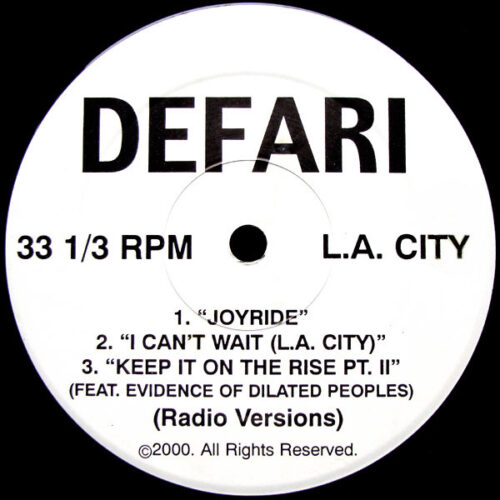 DEFARI
33 1/3 RPM L.A. CITY
1. “JOYRIDE”
2. “I CAN’T WAIT (L.A. CITY)”
3. “KEEP IT ON THE RISE PT. II”
(FEAT. EVIDENCE OF DILATED PEOPLES)
(Radio Versions)
©2000. All Rights Reserved.